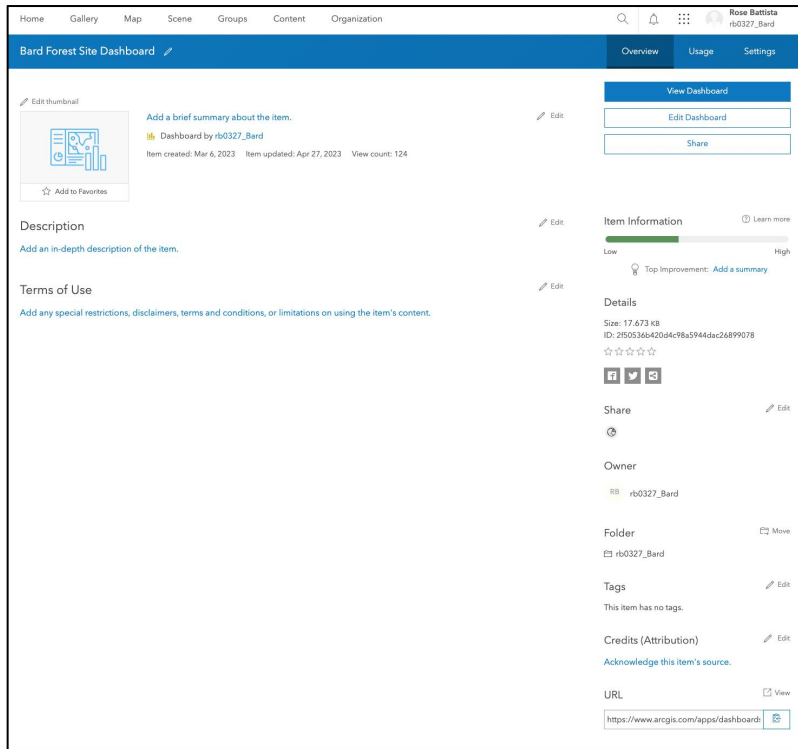 Home Gallery Map Scene Groups Content Organization
Rose Battista
rb0327_Bard
Bard Forest Site Dashboard
Overview Usage Settings
Edit thumbnail
Add to Favorites
Add a brief summary about the item.
Edit
Dashboard by rb0327_Bard
Item created: Mar 6, 2023 Item updated: Apr 27, 2023 View count: 124
View Dashboard
Edit Dashboard
Share
Description
Edit
Add an in-depth description of the item.
Terms of Use
Edit
Add any special restrictions, disclaimers, terms and conditions, or limitations on using the item's content.
Item Information
Learn more
Low High
Top Improvement: Add a summary
Details
Size: 17.673 KB
ID: 2f50536b420d4c98a5944dac26899078
Share
Edit
Owner
RB rb0327_Bard
Folder
Move
rb0327_Bard
Tags
Edit
This item has no tags.
Credits (Attribution)
Edit
Acknowledge this item's source.
URL
View
https://www.arcgis.com/apps/dashboards